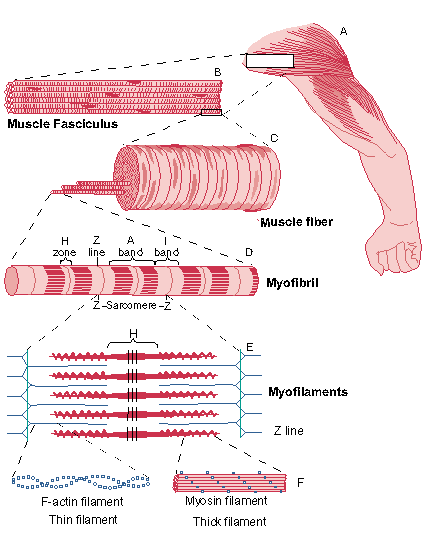 A
B
Muscle Fasciculus
C
Muscle fiber
H Z A I
zone line band band D
Myofibril
Z–Sarcomere–Z
H
E
Myofilaments
Z line
F-actin filament
Thin filament
Myosin filament
Thick filament
F